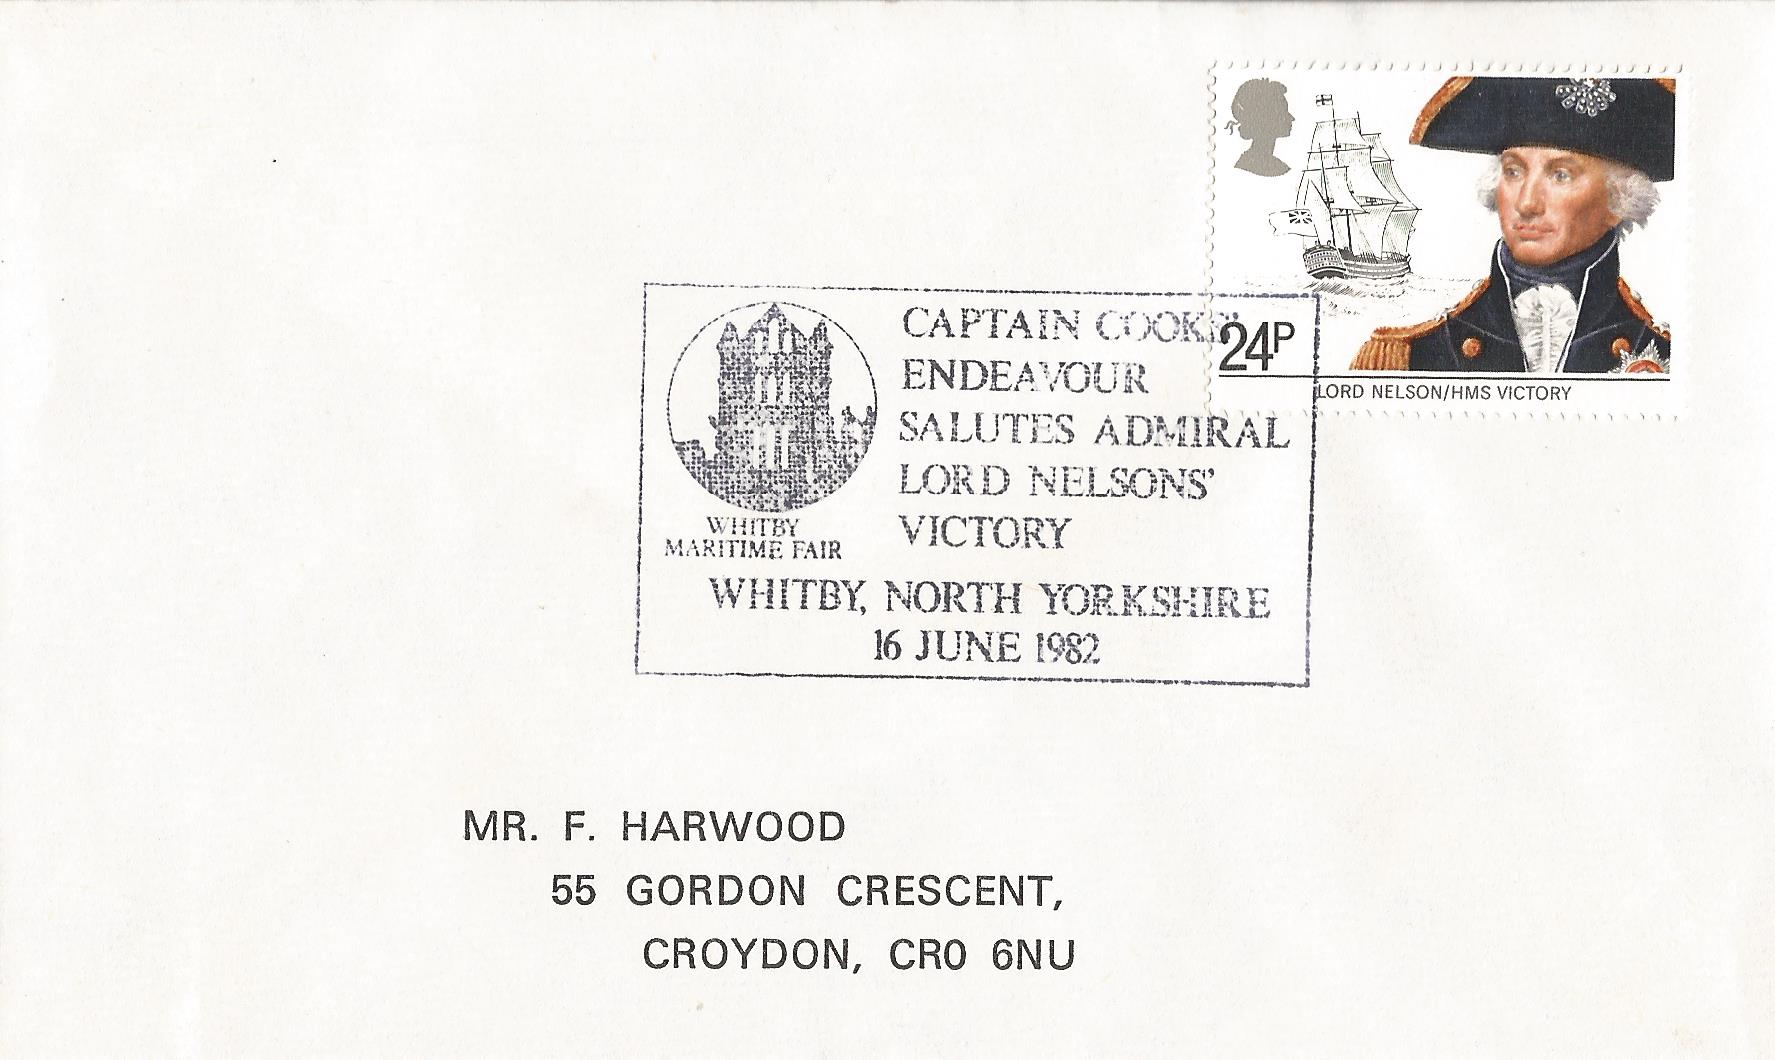 24P
LORD NELSON/HMS VICTORY
CAPTAIN COOKS'
ENDEAVOUR
SALUTES ADMIRAL
LORD NELSONS'
VICTORY
WHITBY
MARITIME FAIR
WHITBY, NORTH YORKSHIRE
16 JUNE 1982
MR. F. HARWOOD
55 GORDON CRESCENT,
CROYDON, CR0 6NU